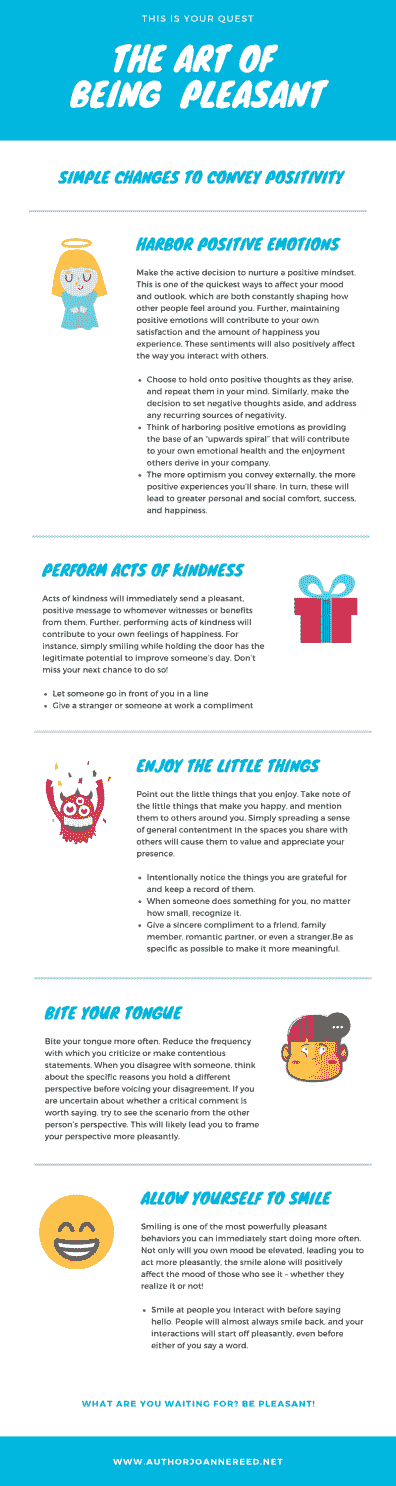 THIS IS YOUR QUEST
THE ART OF
BEING PLEASANT
SIMPLE CHANGES TO CONVEY POSITIVITY
HARBOR POSITIVE EMOTIONS
Make the active decision to nurture a positive mindset.
This is one of the quickest ways to affect your mood
and outlook, which are both constantly shaping how
other people feel around you. Further, maintaining
positive emotions will contribute to your own
satisfaction and the amount of happiness you
experience. These sentiments will also positively affect
the way you interact with others.
• Choose to hold onto positive thoughts as they arise,
and repeat them in your mind. Similarly, make the
decision to set negative thoughts aside, and address
any recurring sources of negativity.
• Think of harboring positive emotions as providing
the base of an "upwards spiral" that will contribute
to your own emotional health and the enjoyment
others derive in your company.
• The more optimism you convey externally, the more
positive experiences you'll share. In turn, these will
lead to greater personal and social comfort, success,
and happiness.
PERFORM ACTS OF KINDNESS
Acts of kindness will immediately send a pleasant,
positive message to whomever witnesses or benefits
from them. Further, performing acts of kindness will
contribute to your own feelings of happiness. For
instance, simply smiling while holding the door has the
legitimate potential to improve someone's day. Don't
miss your next chance to do so!
• Let someone go in front of you in a line
• Give a stranger or someone at work a compliment
ENJOY THE LITTLE THINGS
Point out the little things that you enjoy. Take note of
the little things that make you happy, and mention
them to others around you. Simply spreading a sense
of general contentment in the spaces you share with
others will cause them to value and appreciate your
presence.
• Intentionally notice the things you are grateful for
and keep a record of them.
• When someone does something for you, no matter
how small, recognize it.
• Give a sincere compliment to a friend, family
member, romantic partner, or even a stranger.Be as
specific as possible to make it more meaningful.
BITE YOUR TONGUE
Bite your tongue more often. Reduce the frequency
with which you criticize or make contentious
statements. When you disagree with someone, think
about the specific reasons you hold a different
perspective before voicing your disagreement. If you
are uncertain about whether a critical comment is
worth saying, try to see the scenario from the other
person's perspective. This will likely lead you to frame
your perspective more pleasantly.
ALLOW YOURSELF TO SMILE
Smiling is one of the most powerfully pleasant
behaviors you can immediately start doing more often.
Not only will you own mood be elevated, leading you to
act more pleasantly, the smile alone will positively
affect the mood of those who see it – whether they
realize it or not!
• Smile at people you interact with before saying
hello. People will almost always smile back, and your
interactions will start off pleasantly, even before
either of you say a word.
WHAT ARE YOU WAITING FOR? BE PLEASANT!
WWW.AUTHORJOANNEREED.NET